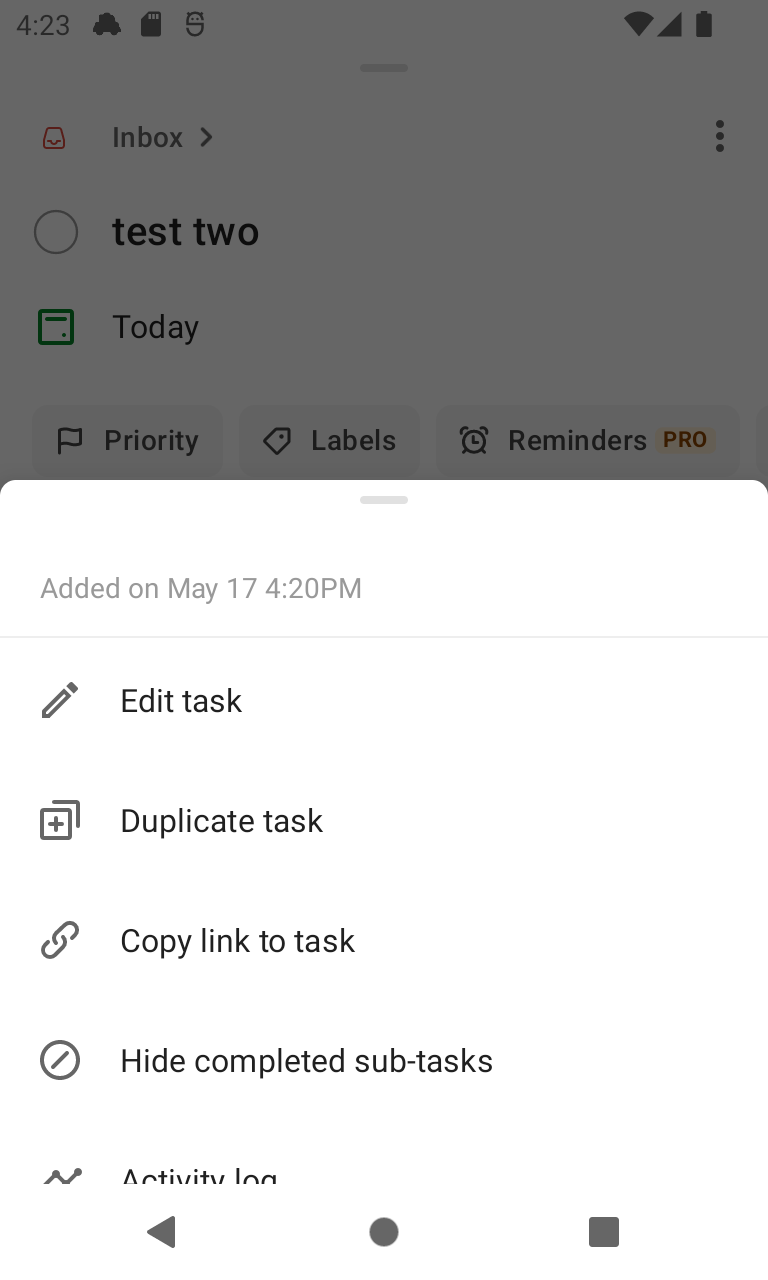 4:23
Inbox
test two
Today
Priority
Labels
Reminders PRO
Added on May 17 4:20PM
Edit task
Duplicate task
Copy link to task
Hide completed sub-tasks
Activity log